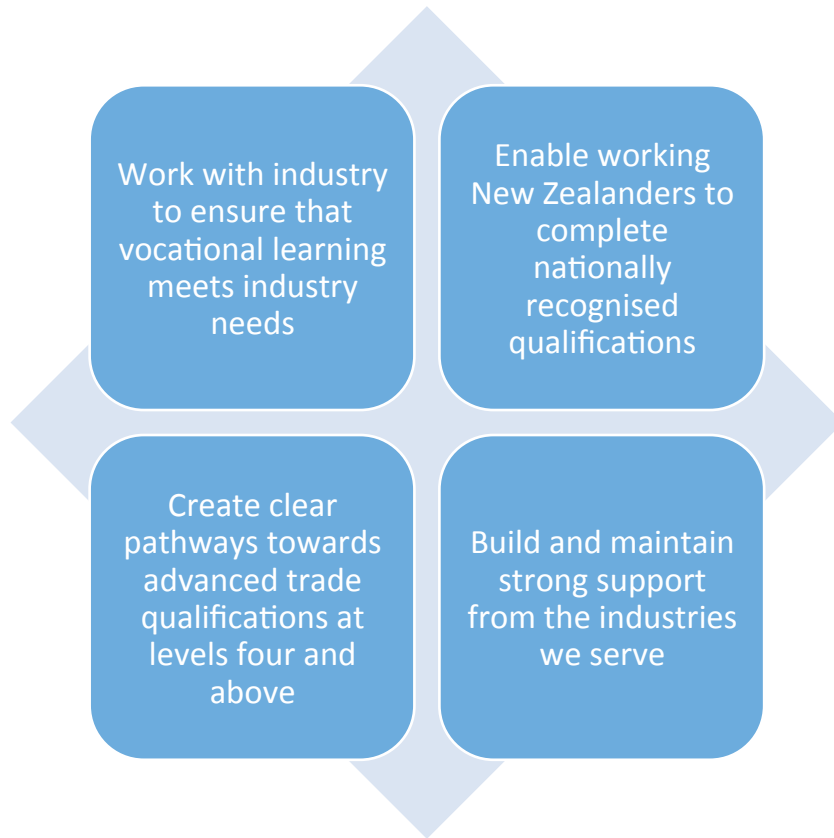 Work with industry
to ensure that
vocational learning
meets industry
needs
Enable working
New Zealanders to
complete
nationally
recognised
qualifications
Create clear
pathways towards
advanced trade
qualifications at
levels four and
above
Build and maintain
strong support
from the industries
we serve